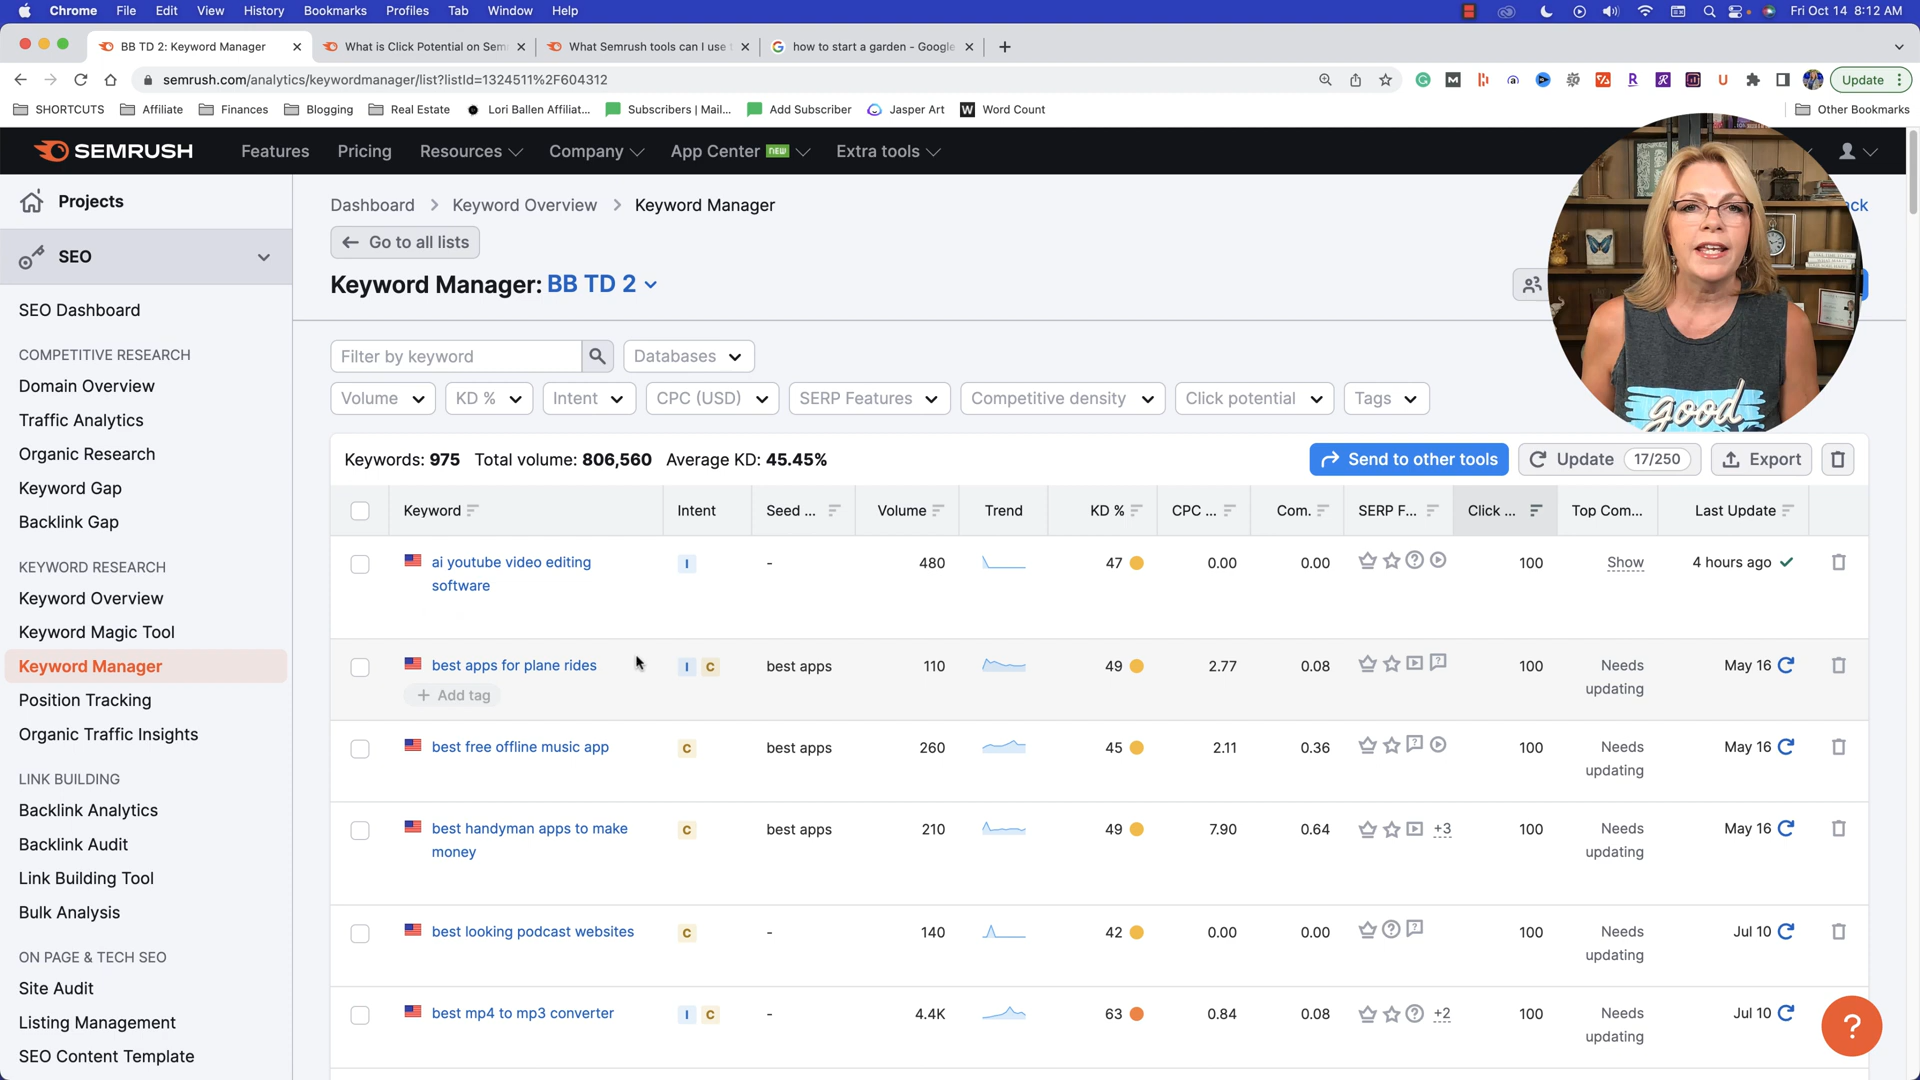 Chrome File Edit View History Bookmarks Profiles Tab Window Help Fri Oct 14 8:12 AM
BB TD 2: Keyword Manager What is Click Potential on Sem What Semrush tools can I use how to start a garden - Google
semrush.com/analytics/keywordmanager/list?listId=1324511%2F604312 Update
SHORTCUTS Affiliate Finances Blogging Real Estate Lori Ballen Affiliat... Subscribers | Mail... Add Subscriber Jasper Art Word Count Other Bookmarks
SEMRUSH Features Pricing Resources Company App Center NEW Extra tools
Projects
SEO
SEO Dashboard
COMPETITIVE RESEARCH
Domain Overview
Traffic Analytics
Organic Research
Keyword Gap
Backlink Gap
KEYWORD RESEARCH
Keyword Overview
Keyword Magic Tool
Keyword Manager
Position Tracking
Organic Traffic Insights
LINK BUILDING
Backlink Analytics
Backlink Audit
Link Building Tool
Bulk Analysis
ON PAGE & TECH SEO
Site Audit
Listing Management
SEO Content Template
Dashboard > Keyword Overview > Keyword Manager
Go to all lists
Keyword Manager: BB TD 2
Filter by keyword Databases
Volume KD % Intent CPC (USD) SERP Features Competitive density Click potential Tags
good
Keywords: 975 Total volume: 806,560 Average KD: 45.45% Send to other tools Update 17/250 Export
Keyword Intent Seed ... Volume Trend KD % CPC ... Com. SERP F... Click ... Top Com... Last Update
ai youtube video editing I - 480 47 0.00 0.00 100 Show 4 hours ago
software
best apps for plane rides I C best apps 110 49 2.77 0.08 100 Needs May 16
+ Add tag updating
best free offline music app C best apps 260 45 2.11 0.36 100 Needs May 16
updating
best handyman apps to make C best apps 210 49 7.90 0.64 +3 100 Needs May 16
money updating
best looking podcast websites C - 140 42 0.00 0.00 100 Needs Jul 10
updating
best mp4 to mp3 converter I C - 4.4K 63 0.84 0.08 +2 100 Needs Jul 10
updating
?